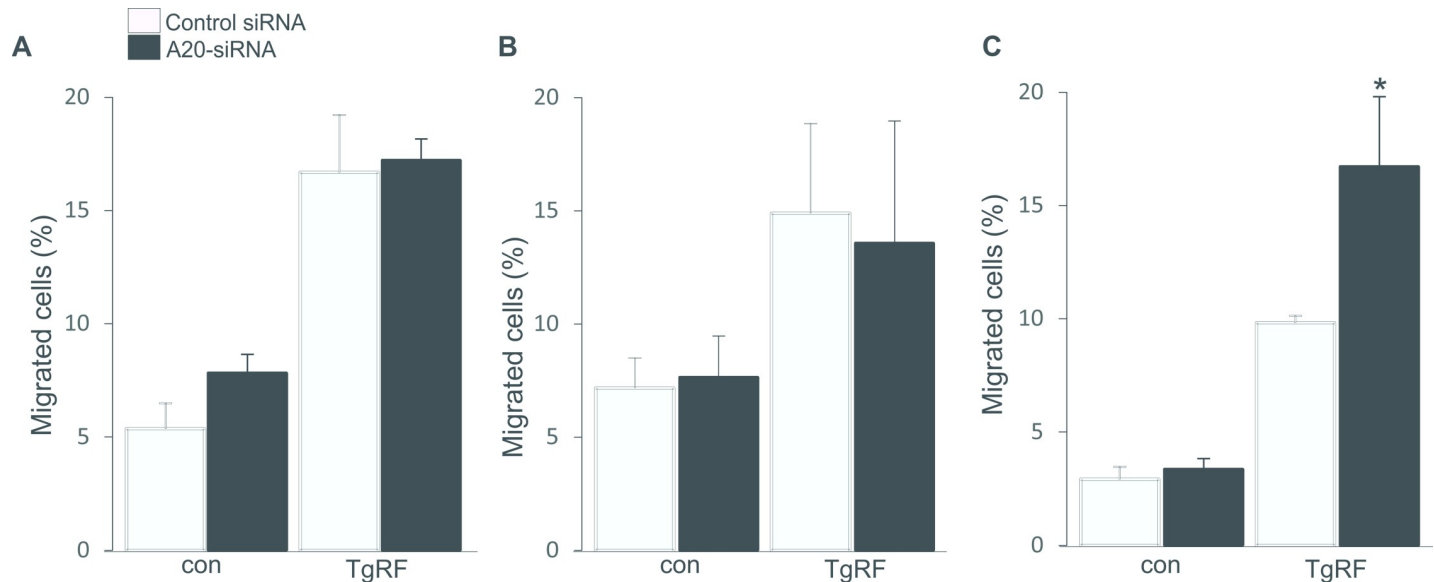 Control siRNA
A20-siRNA
A
Migrated cells (%)
20
15
10
5
0
con
TgRF
B
Migrated cells (%)
20
15
10
5
0
con
TgRF
C
Migrated cells (%)
20
15
10
5
0
*
con
TgRF